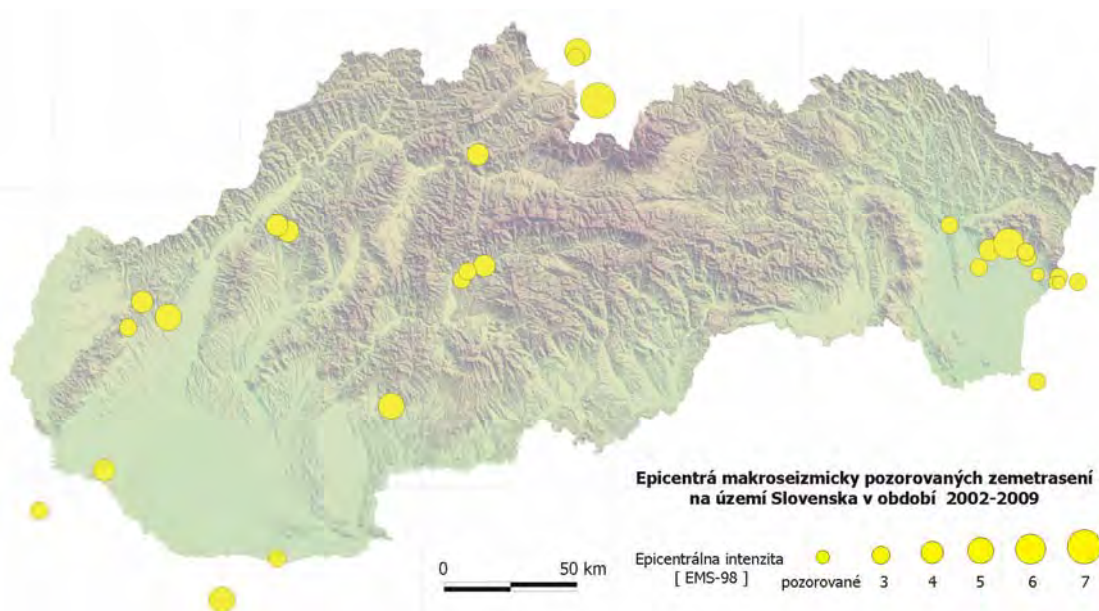 Epicentrá makroseizmicky pozorovaných zemetrasení
na území Slovenska v období 2002-2009
0 50 km
Epicentrálna intenzita
[ EMS-98 ]
pozorované 3 4 5 6 7